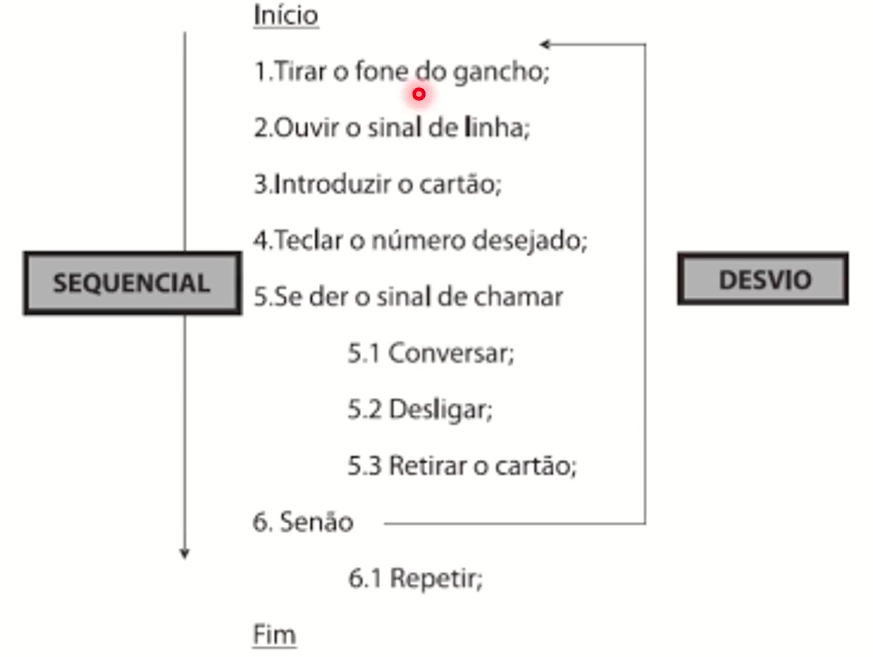 Início
1.Tirar o fone do gancho;
2.Ouvir o sinal de linha;
3.Introduzir o cartão;
4.Teclar o número desejado;
SEQUENCIAL
5.Se der o sinal de chamar
DESVIO
5.1 Conversar;
5.2 Desligar;
5.3 Retirar o cartão;
6. Senão
6.1 Repetir;
Fim